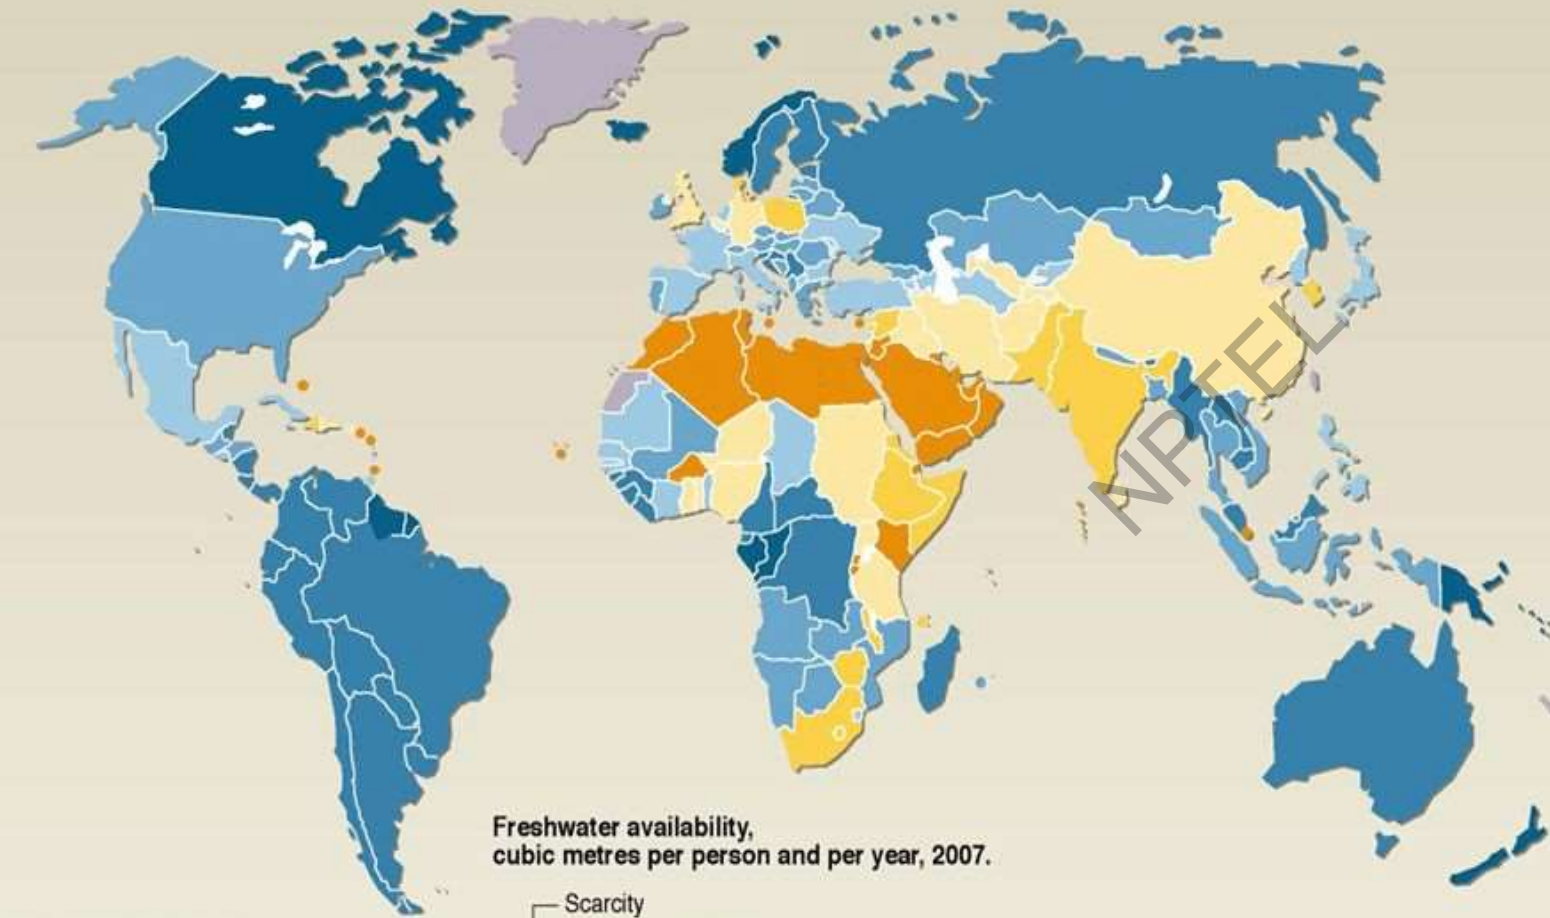 NPTEL
Freshwater availability,
cubic metres per person and per year, 2007.
Scarcity